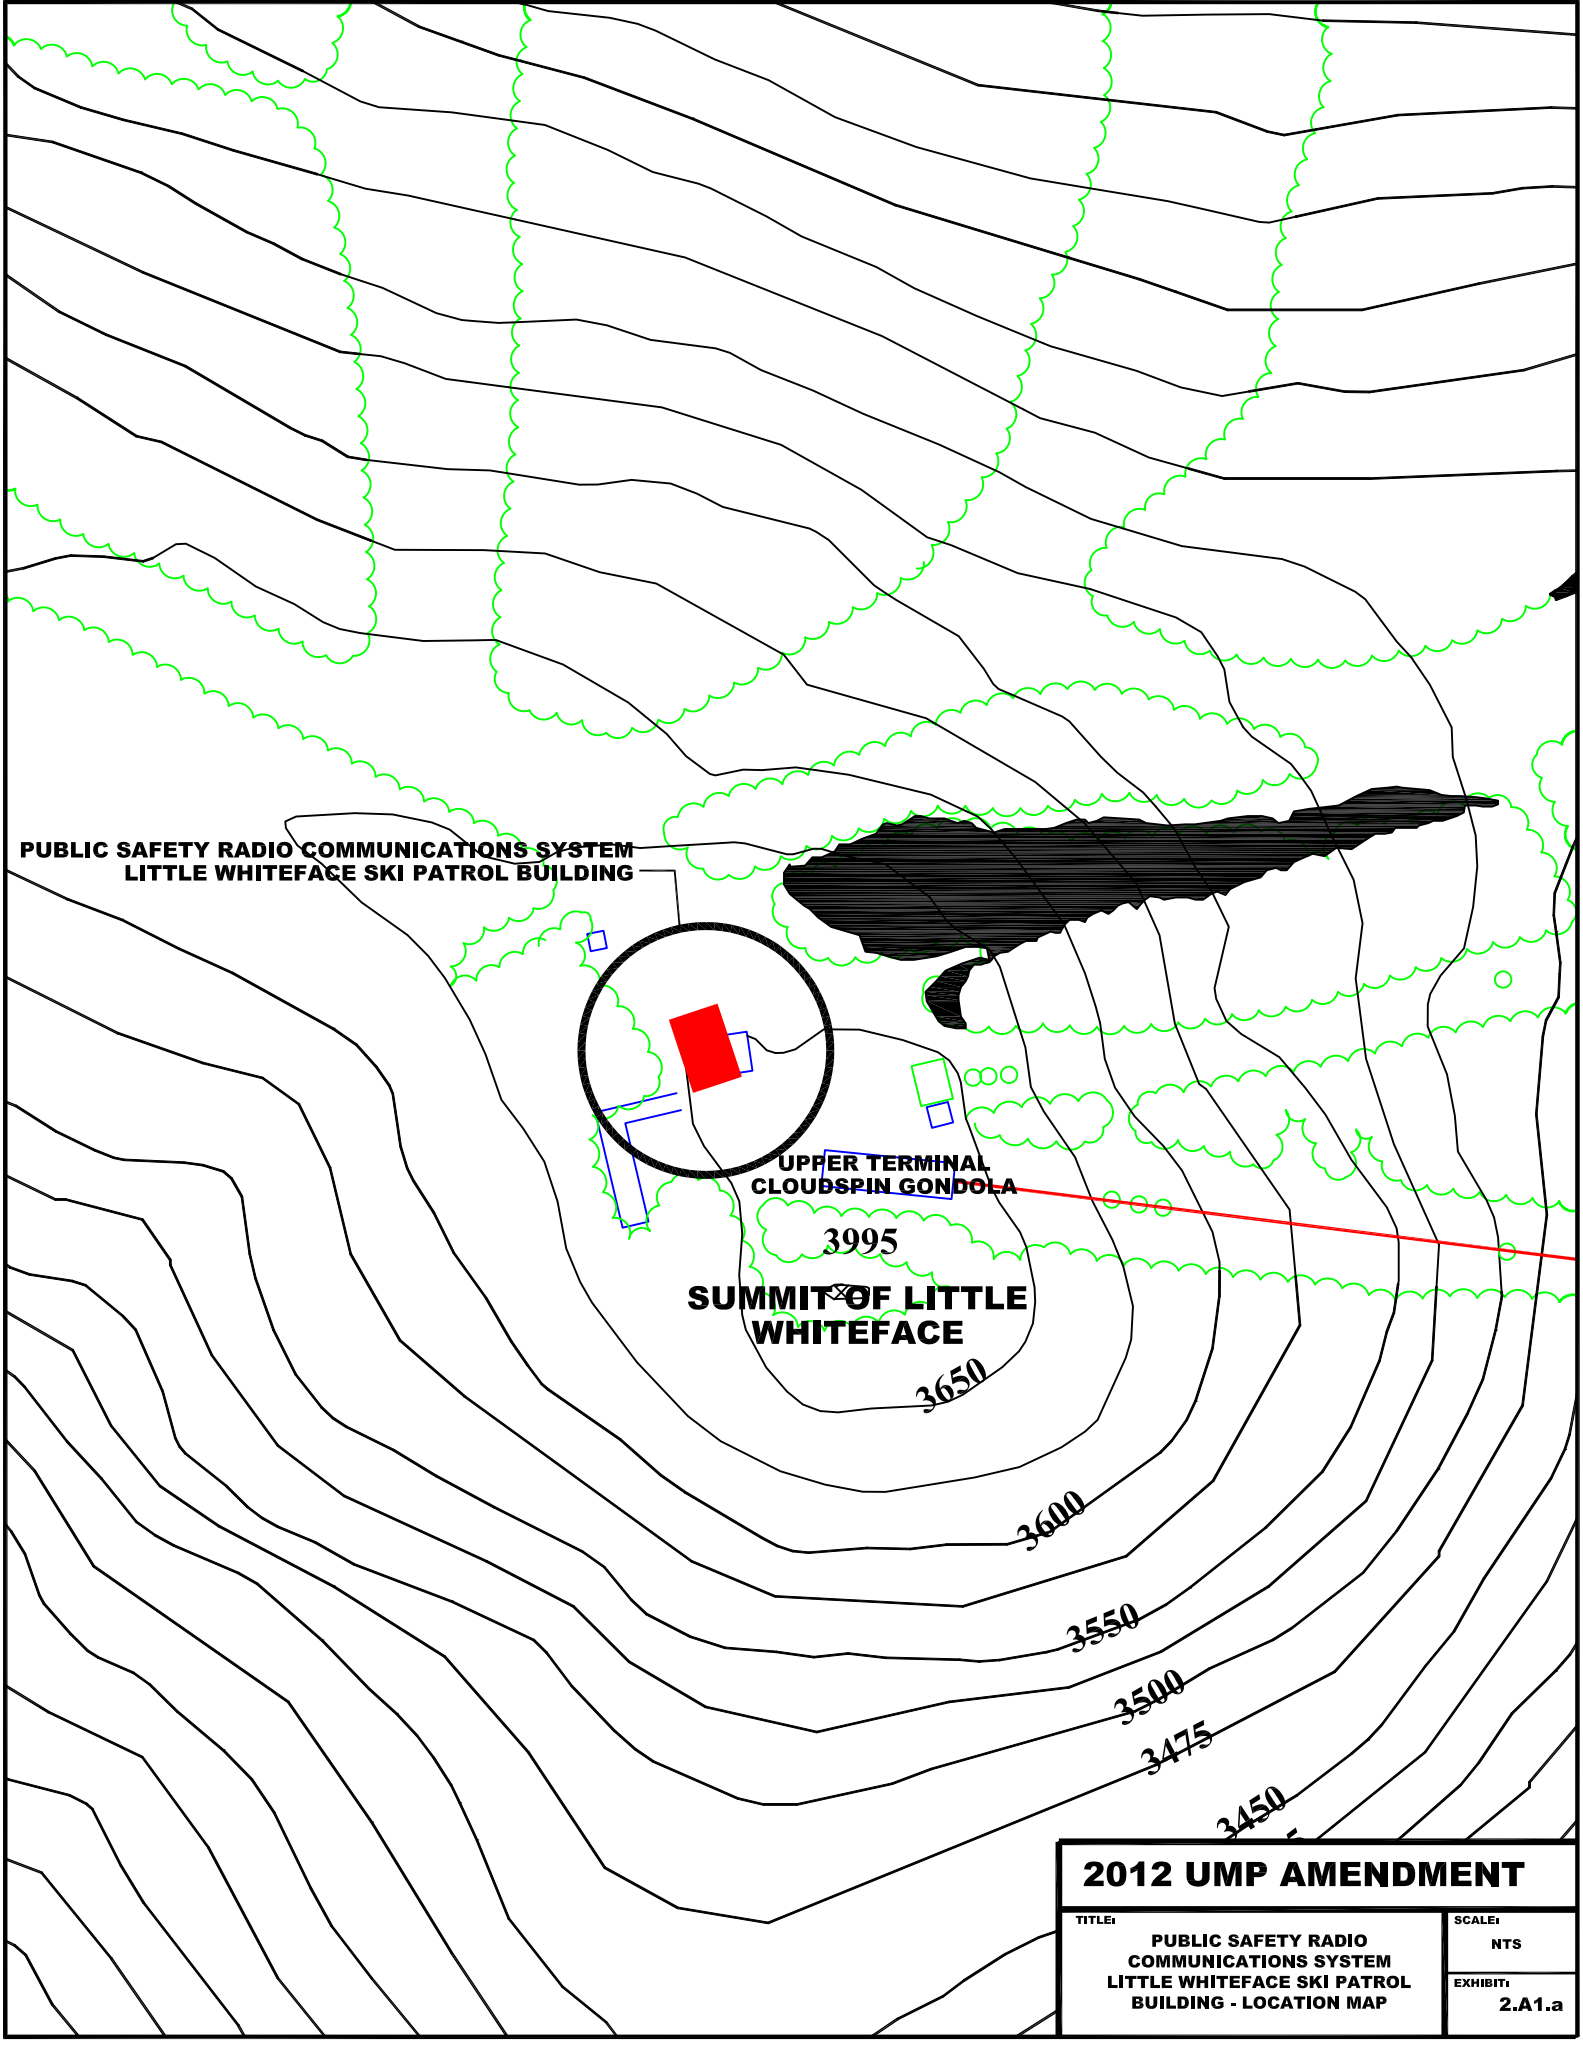 PUBLIC SAFETY RADIO COMMUNICATIONS SYSTEM
LITTLE WHITEFACE SKI PATROL BUILDING
UPPER TERMINAL
CLOUDSPIN GONDOLA
3995
SUMMIT OF LITTLE
WHITEFACE
3650
3600
3550
3500
3475
3450
2012 UMP AMENDMENT
TITLE:
PUBLIC SAFETY RADIO
COMMUNICATIONS SYSTEM
LITTLE WHITEFACE SKI PATROL
BUILDING - LOCATION MAP
SCALE:
NTS
EXHIBIT:
2.A1.a